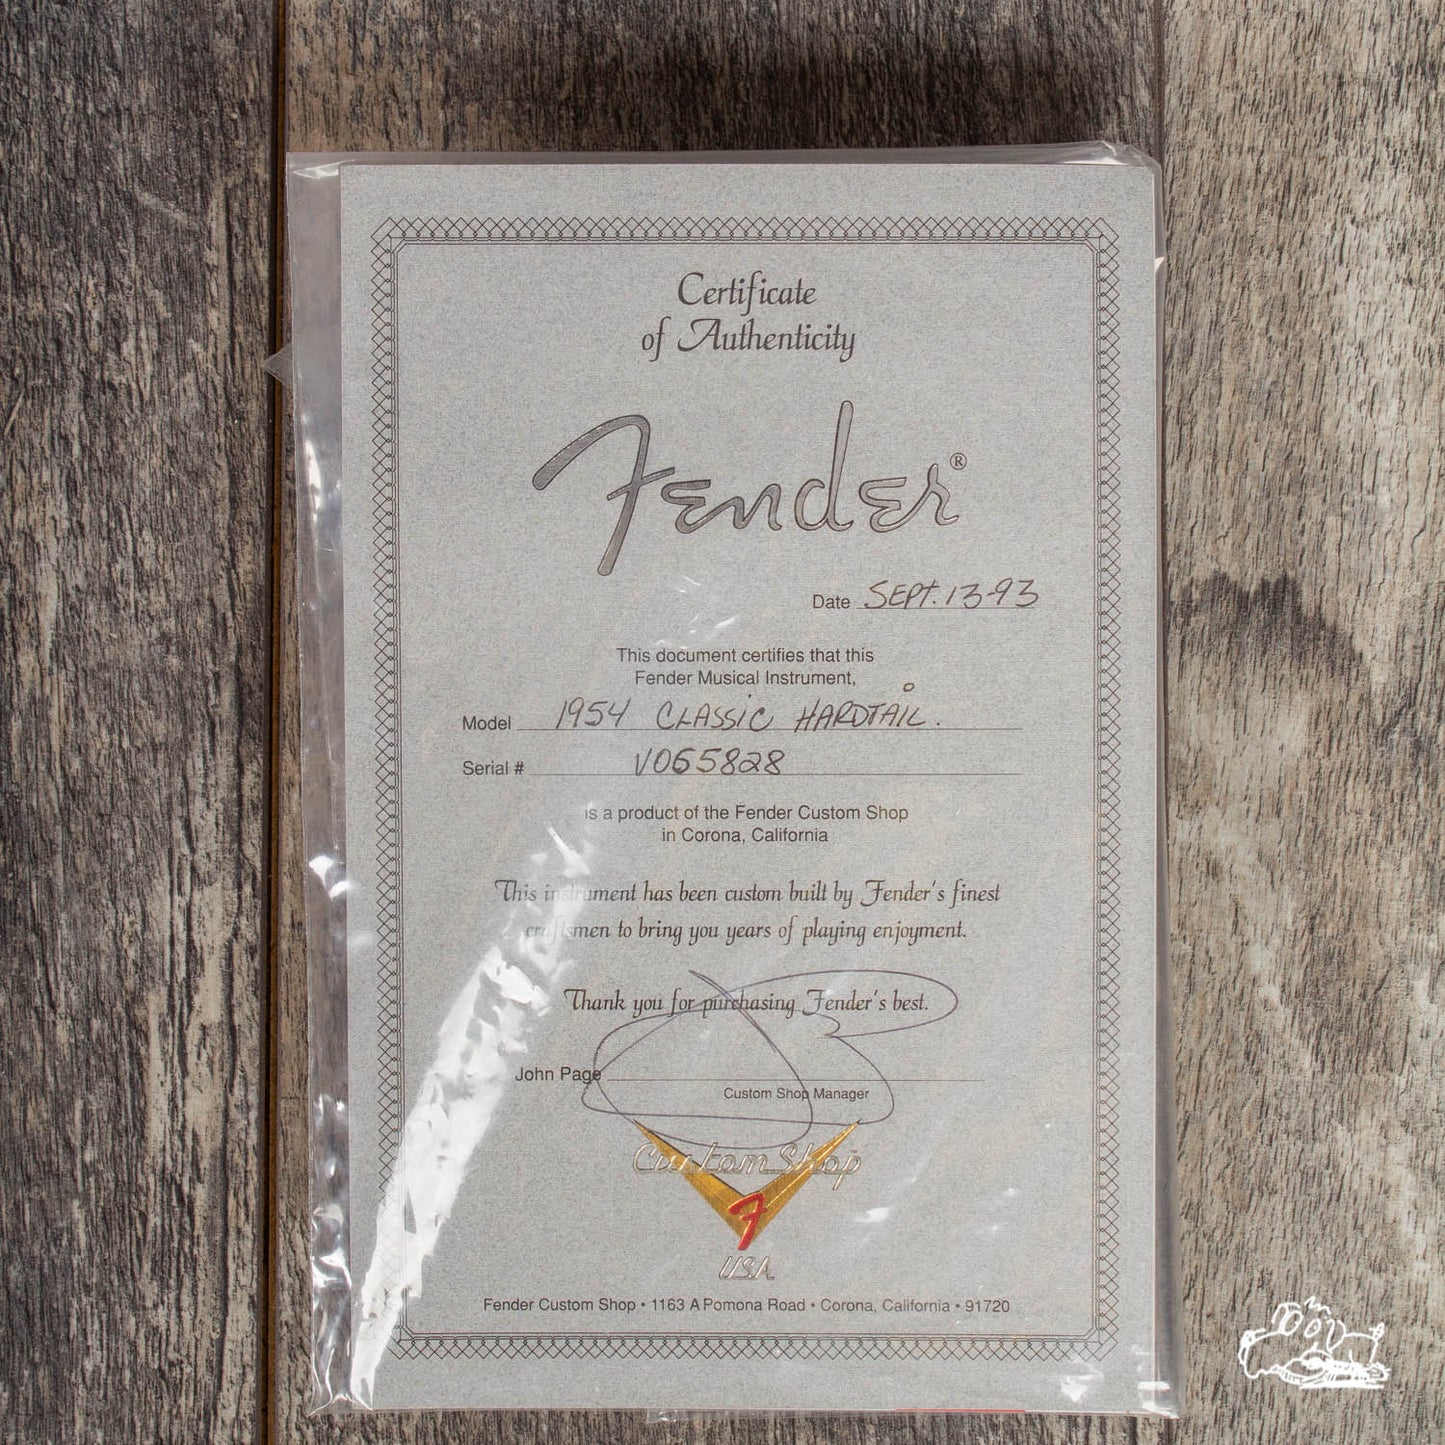 Certificate
of Authenticity
Fender®
Date SEPT. 13-93
This document certifies that this
Fender Musical Instrument,
Model 1954 CLASSIC HARDTAIL.
Serial # V065828
is a product of the Fender Custom Shop
in Corona, California
This instrument has been custom built by Fender's finest
craftsmen to bring you years of playing enjoyment.
Thank you for purchasing Fender's best.
John Page
Custom Shop Manager
Custom Shop
F
USA
Fender Custom Shop • 1163 A Pomona Road • Corona, California • 91720